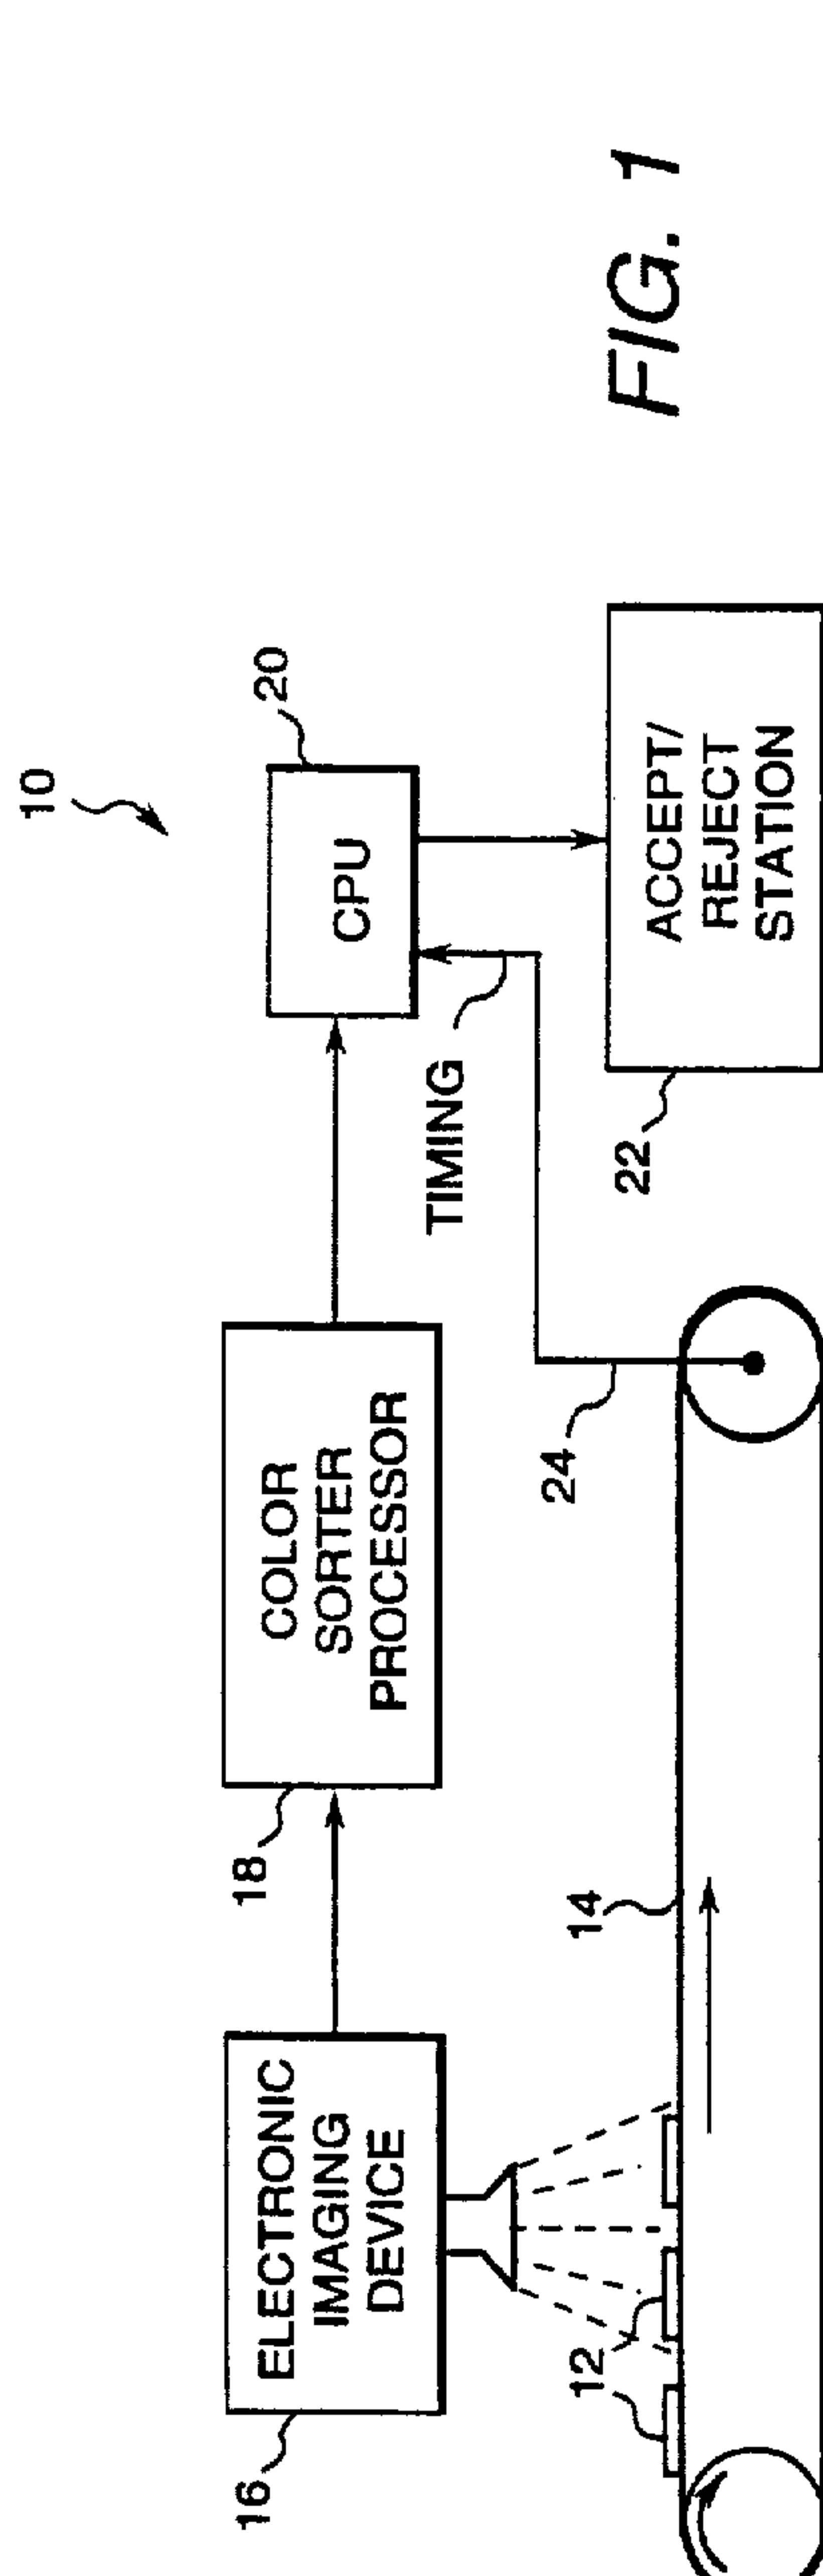 10
ELECTRONIC
IMAGING
DEVICE
16
COLOR
SORTER
PROCESSOR
18
CPU
20
TIMING
12
14
24
22
ACCEPT/
REJECT
STATION
FIG. 1